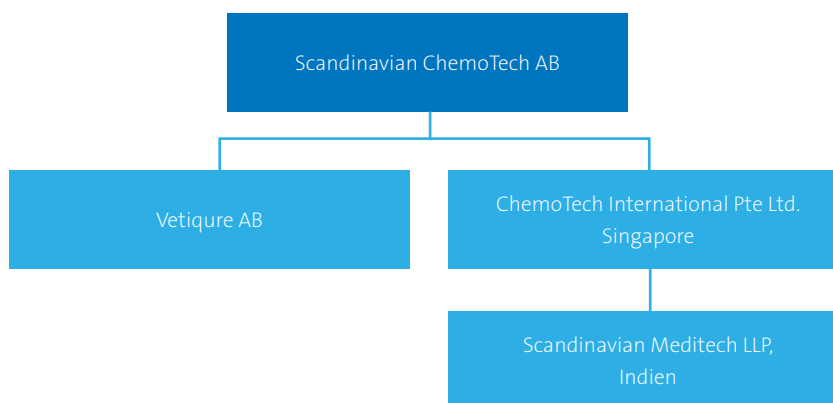 Scandinavian ChemoTech AB
Vetiqure AB
ChemoTech International Pte Ltd.
Singapore
Scandinavian Meditech LLP,
Indien